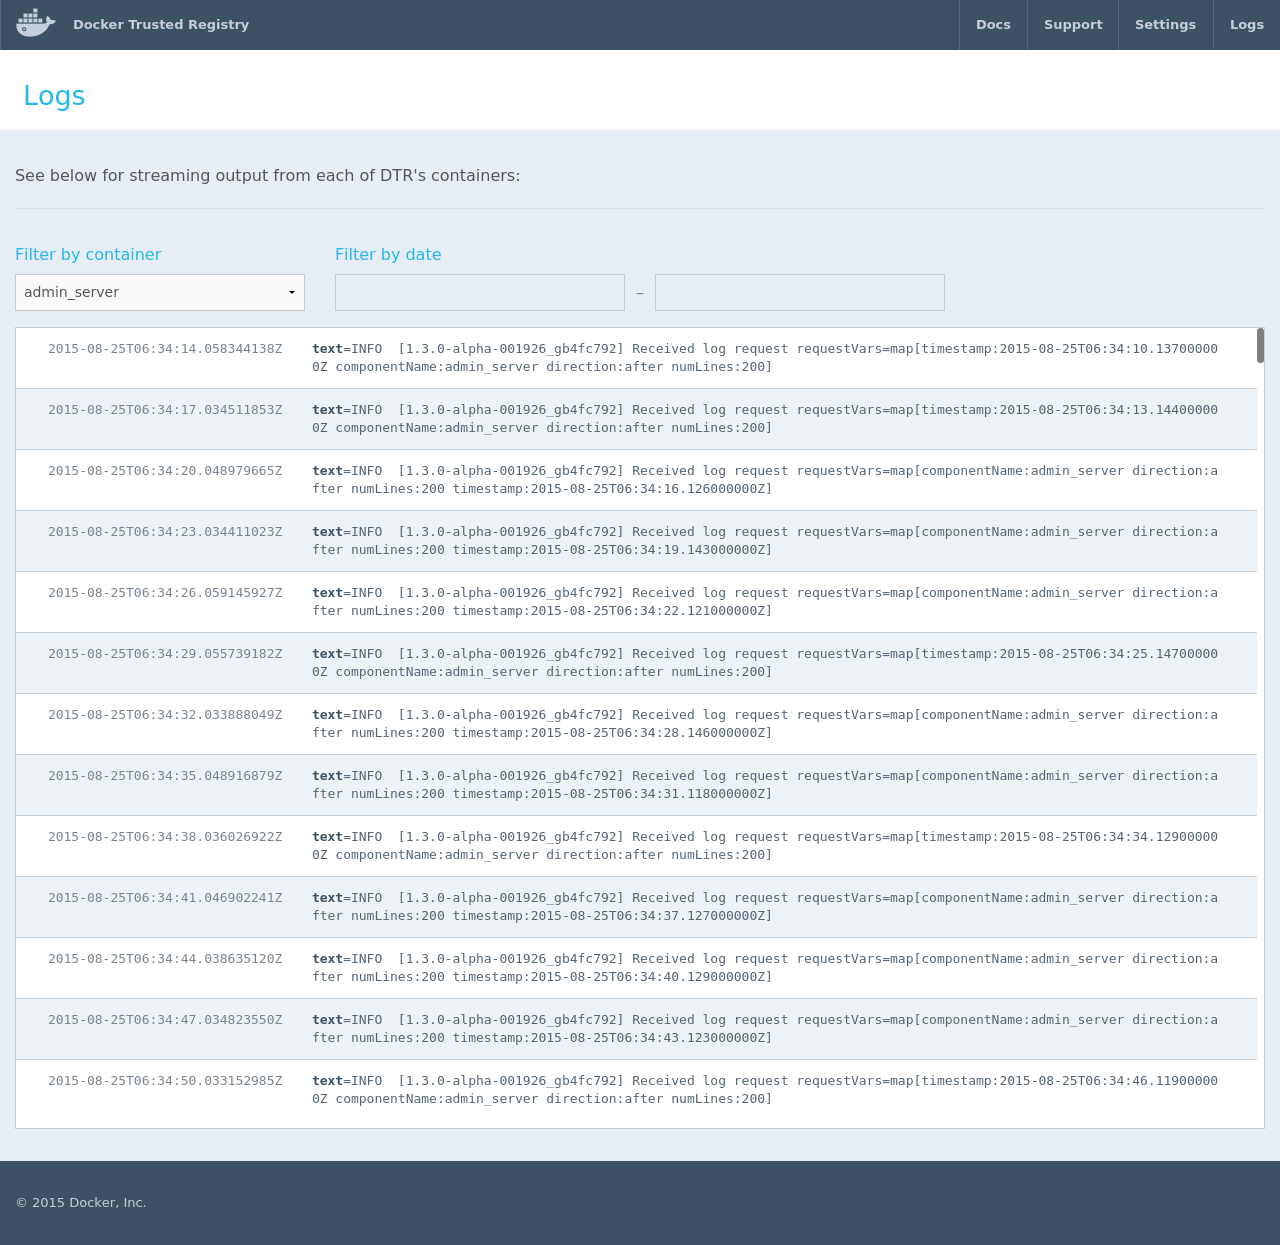 Docker Trusted Registry Docs Support Settings Logs
Logs
See below for streaming output from each of DTR's containers:
Filter by container Filter by date
admin_server –
2015-08-25T06:34:14.058344138Z text=INFO [1.3.0-alpha-001926_gb4fc792] Received log request requestVars=map[timestamp:2015-08-25T06:34:10.13700000
0Z componentName:admin_server direction:after numLines:200]
2015-08-25T06:34:17.034511853Z text=INFO [1.3.0-alpha-001926_gb4fc792] Received log request requestVars=map[timestamp:2015-08-25T06:34:13.14400000
0Z componentName:admin_server direction:after numLines:200]
2015-08-25T06:34:20.048979665Z text=INFO [1.3.0-alpha-001926_gb4fc792] Received log request requestVars=map[componentName:admin_server direction:a
fter numLines:200 timestamp:2015-08-25T06:34:16.126000000Z]
2015-08-25T06:34:23.034411023Z text=INFO [1.3.0-alpha-001926_gb4fc792] Received log request requestVars=map[componentName:admin_server direction:a
fter numLines:200 timestamp:2015-08-25T06:34:19.143000000Z]
2015-08-25T06:34:26.059145927Z text=INFO [1.3.0-alpha-001926_gb4fc792] Received log request requestVars=map[componentName:admin_server direction:a
fter numLines:200 timestamp:2015-08-25T06:34:22.121000000Z]
2015-08-25T06:34:29.055739182Z text=INFO [1.3.0-alpha-001926_gb4fc792] Received log request requestVars=map[timestamp:2015-08-25T06:34:25.14700000
0Z componentName:admin_server direction:after numLines:200]
2015-08-25T06:34:32.033888049Z text=INFO [1.3.0-alpha-001926_gb4fc792] Received log request requestVars=map[componentName:admin_server direction:a
fter numLines:200 timestamp:2015-08-25T06:34:28.146000000Z]
2015-08-25T06:34:35.048916879Z text=INFO [1.3.0-alpha-001926_gb4fc792] Received log request requestVars=map[componentName:admin_server direction:a
fter numLines:200 timestamp:2015-08-25T06:34:31.118000000Z]
2015-08-25T06:34:38.036026922Z text=INFO [1.3.0-alpha-001926_gb4fc792] Received log request requestVars=map[timestamp:2015-08-25T06:34:34.12900000
0Z componentName:admin_server direction:after numLines:200]
2015-08-25T06:34:41.046902241Z text=INFO [1.3.0-alpha-001926_gb4fc792] Received log request requestVars=map[componentName:admin_server direction:a
fter numLines:200 timestamp:2015-08-25T06:34:37.127000000Z]
2015-08-25T06:34:44.038635120Z text=INFO [1.3.0-alpha-001926_gb4fc792] Received log request requestVars=map[componentName:admin_server direction:a
fter numLines:200 timestamp:2015-08-25T06:34:40.129000000Z]
2015-08-25T06:34:47.034823550Z text=INFO [1.3.0-alpha-001926_gb4fc792] Received log request requestVars=map[componentName:admin_server direction:a
fter numLines:200 timestamp:2015-08-25T06:34:43.123000000Z]
2015-08-25T06:34:50.033152985Z text=INFO [1.3.0-alpha-001926_gb4fc792] Received log request requestVars=map[timestamp:2015-08-25T06:34:46.11900000
0Z componentName:admin_server direction:after numLines:200]
© 2015 Docker, Inc.